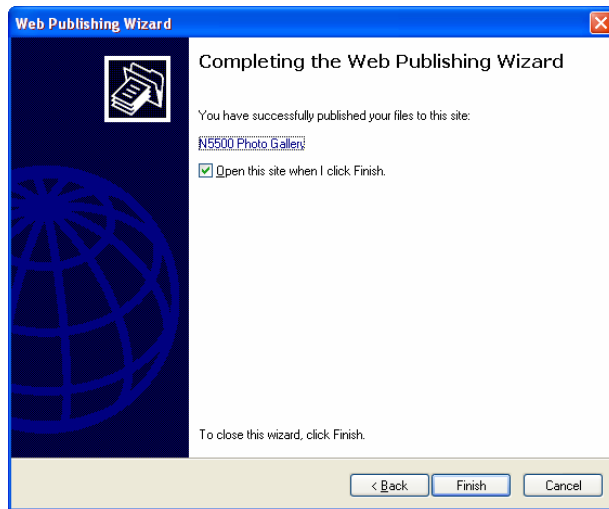 Web Publishing Wizard
Completing the Web Publishing Wizard
You have successfully published your files to this site:
N5500 Photo Gallery
Open this site when I click Finish.
To close this wizard, click Finish.
< Back Finish Cancel